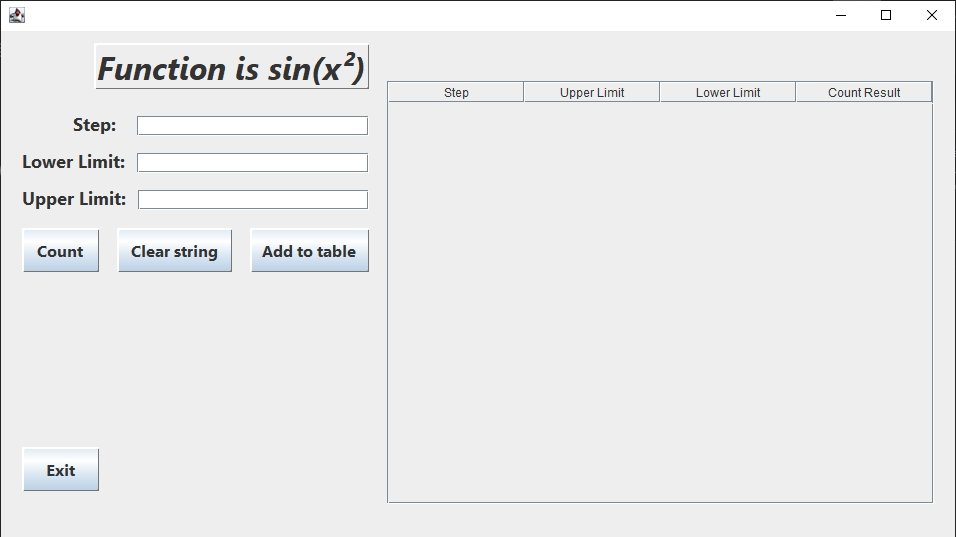 Function is sin(x²)
Step:
Lower Limit:
Upper Limit:
Count Clear string Add to table
Exit
Step Upper Limit Lower Limit Count Result